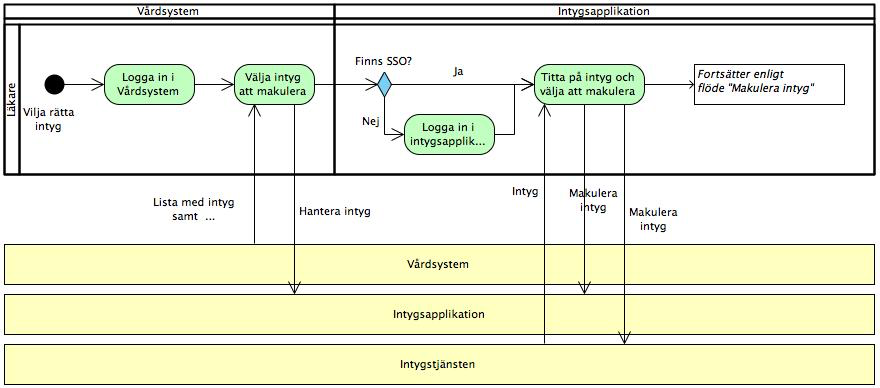 Vårdsystem
Intygsapplikation
Läkare
Vilja rätta
intyg
Logga in i
Vårdsystem
Välja intyg
att makulera
Finns SSO?
Ja
Nej
Logga in i
intygsapplik...
Titta på intyg och
välja att makulera
Fortsätter enligt
flöde "Makulera intyg"
Lista med intyg
samt ...
Hantera intyg
Intyg
Makulera
intyg
Makulera
intyg
Vårdsystem
Intygsapplikation
Intygstjänsten